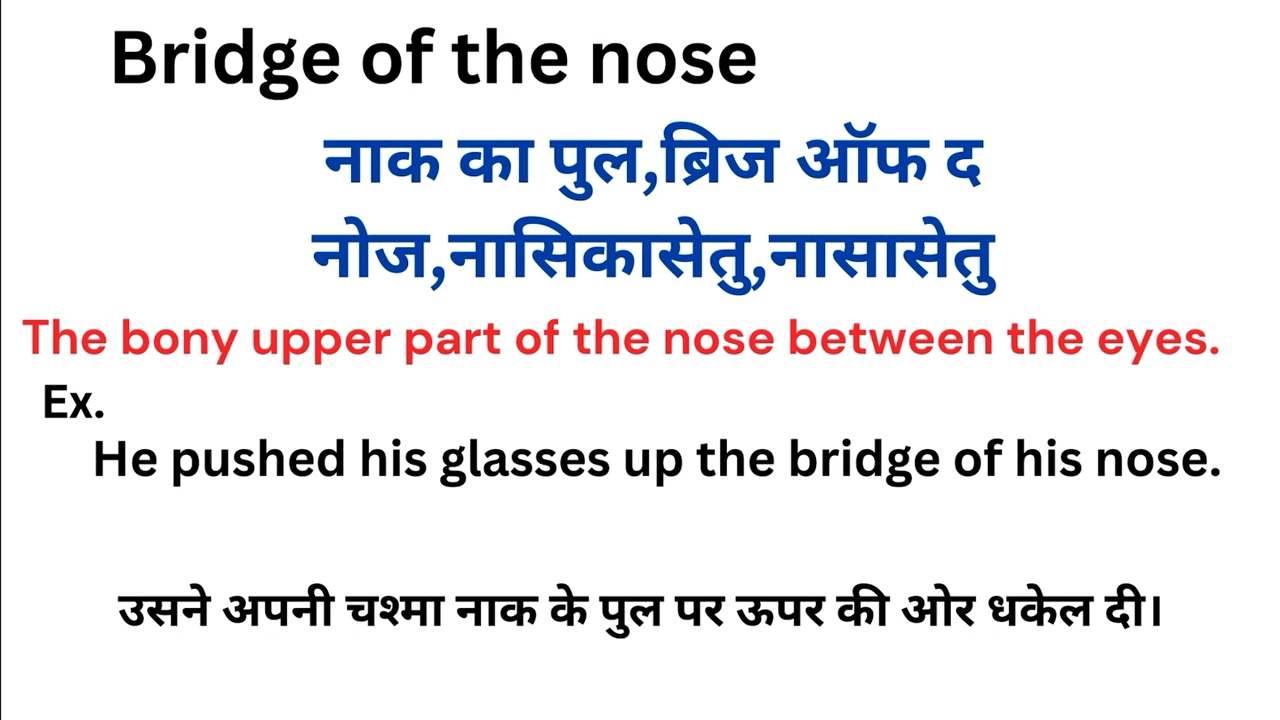 Bridge of the nose
नाक का पुल,ब्रिज ऑफ द
नोज,नासिकासेतु,नासासेतु
The bony upper part of the nose between the eyes.
Ex.
He pushed his glasses up the bridge of his nose.
उसने अपनी चश्मा नाक के पुल पर ऊपर की ओर धकेल दी।